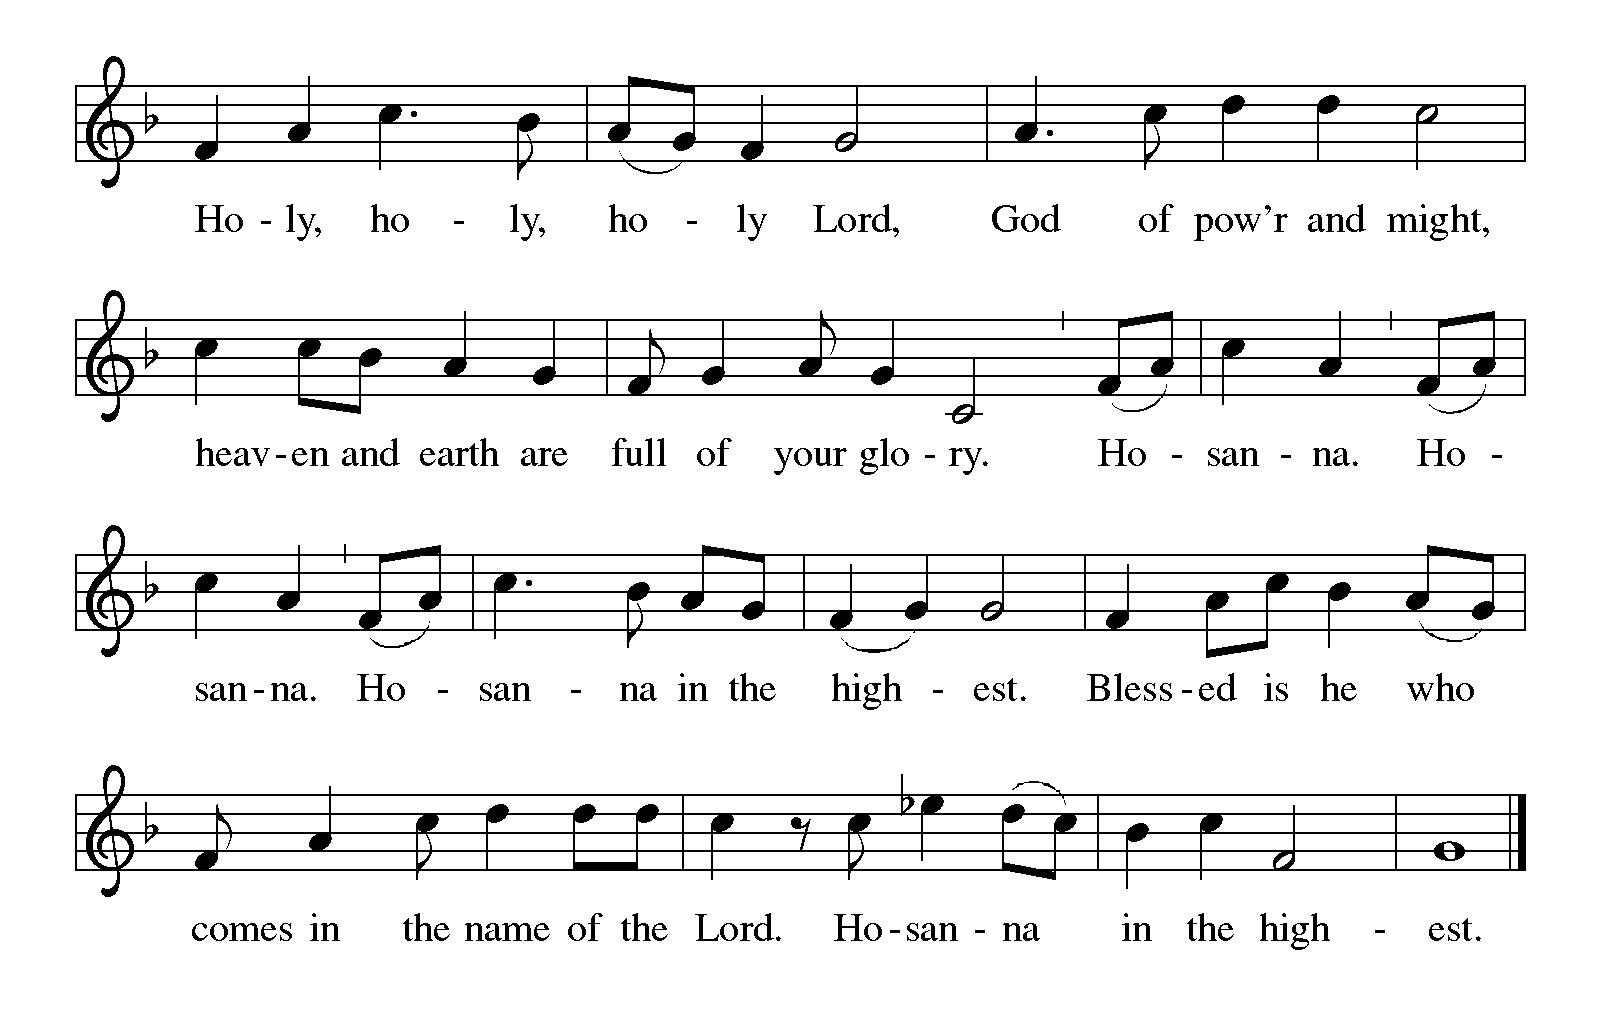 Ho - ly, ho - ly, ho - ly Lord, God of pow’r and might,
heav - en and earth are full of your glo - ry. Ho - san - na. Ho -
san - na. Ho - san - na in the high - est. Bless - ed is he who
comes in the name of the Lord. Ho - san - na in the high - est.